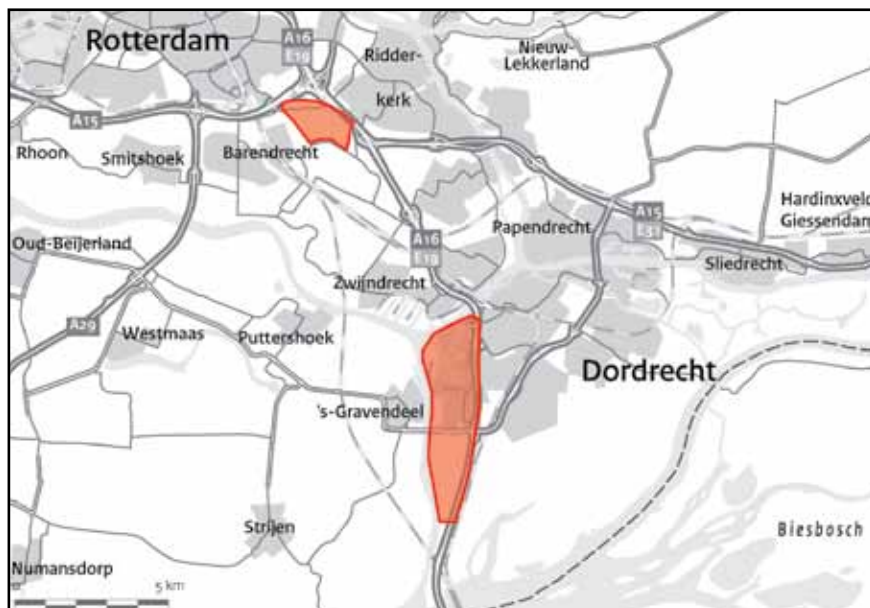 Rotterdam
A16
E19
Ridder-
kerk
Nieuw-
Lekkerland
A15
Rhoon
Smitshoek
Barendrecht
Oud-Beijerland
A16
E19
Papendrecht
A15
E31
Hardinxveld
Giessendam
Sliedrecht
Zwijndrecht
A29
Westmaas
Puttershoek
Dordrecht
's-Gravendeel
Strijen
Biesbosch
Numansdorp
0
5 km